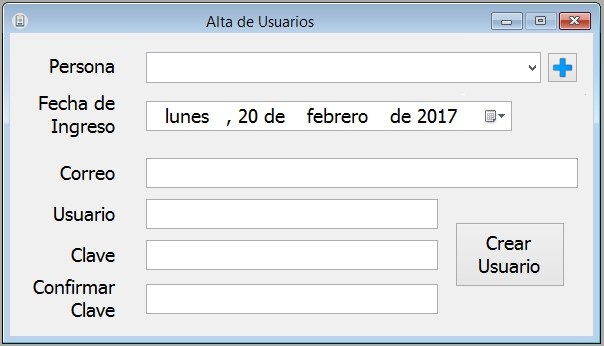 Alta de Usuarios
Persona
Fecha de
Ingreso
lunes , 20 de febrero de 2017
Correo
Usuario
Clave
Confirmar
Clave
Crear
Usuario